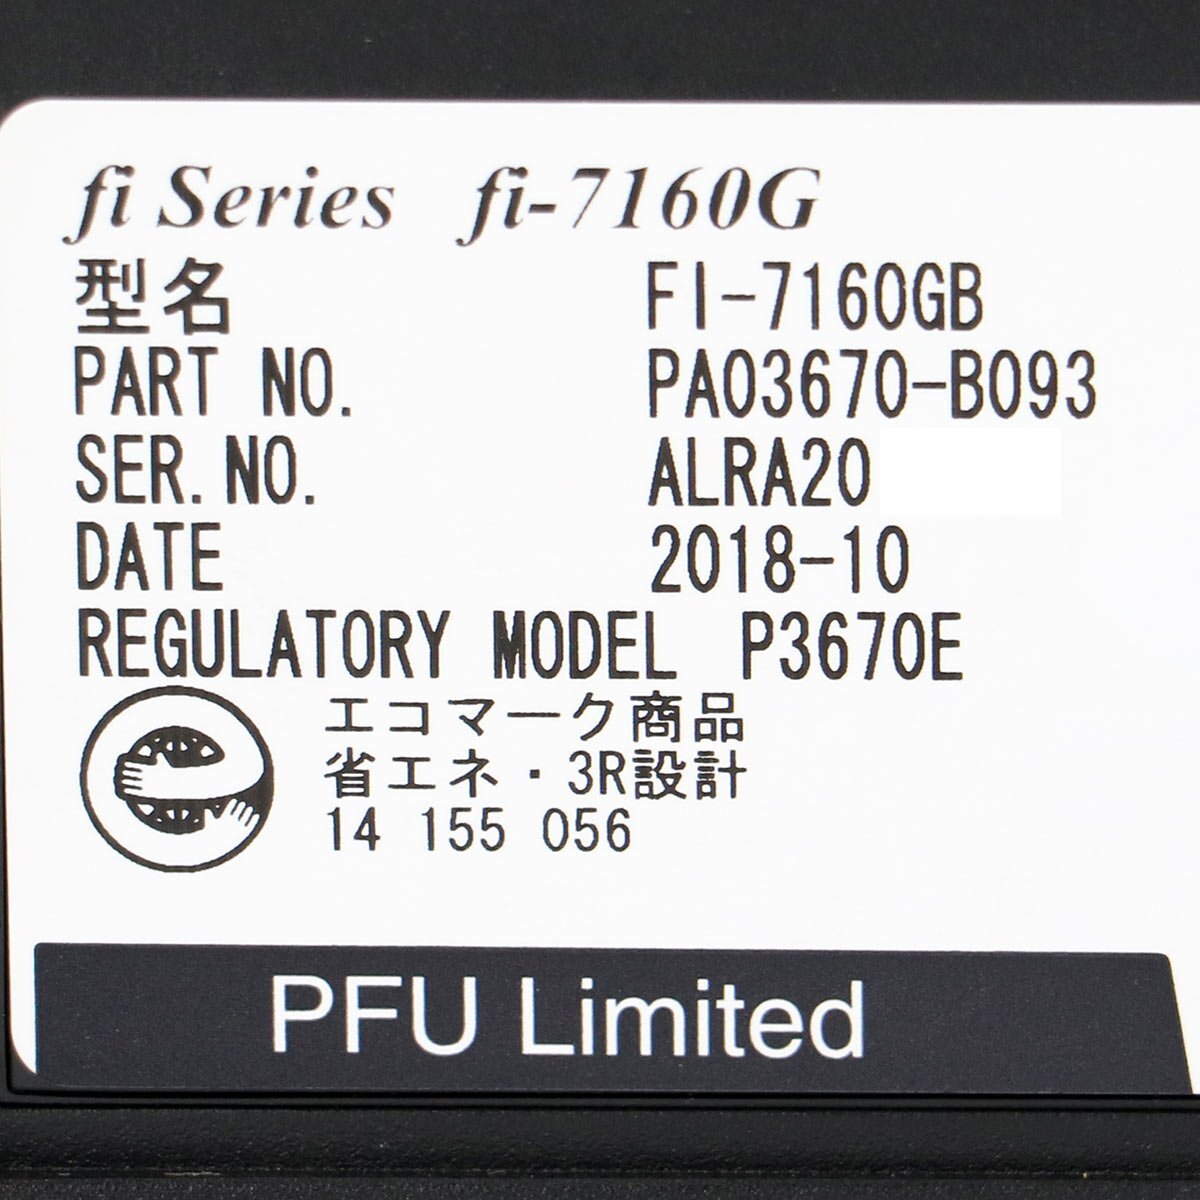 fi Series fi-7160G
型名 FI-7160GB
PART NO. PA03670-B093
SER.NO. ALRA20
DATE 2018-10
REGULATORY MODEL P3670E
エコマーク商品
省エネ・3R設計
14 155 056
PFU Limited